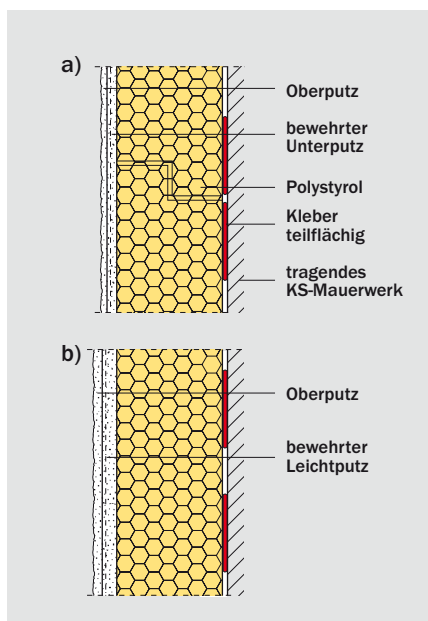 a)
Oberputz
bewehrter
Unterputz
Polystyrol
Kleber
teilflächig
tragendes
KS-Mauerwerk
b)
Oberputz
bewehrter
Leichtputz